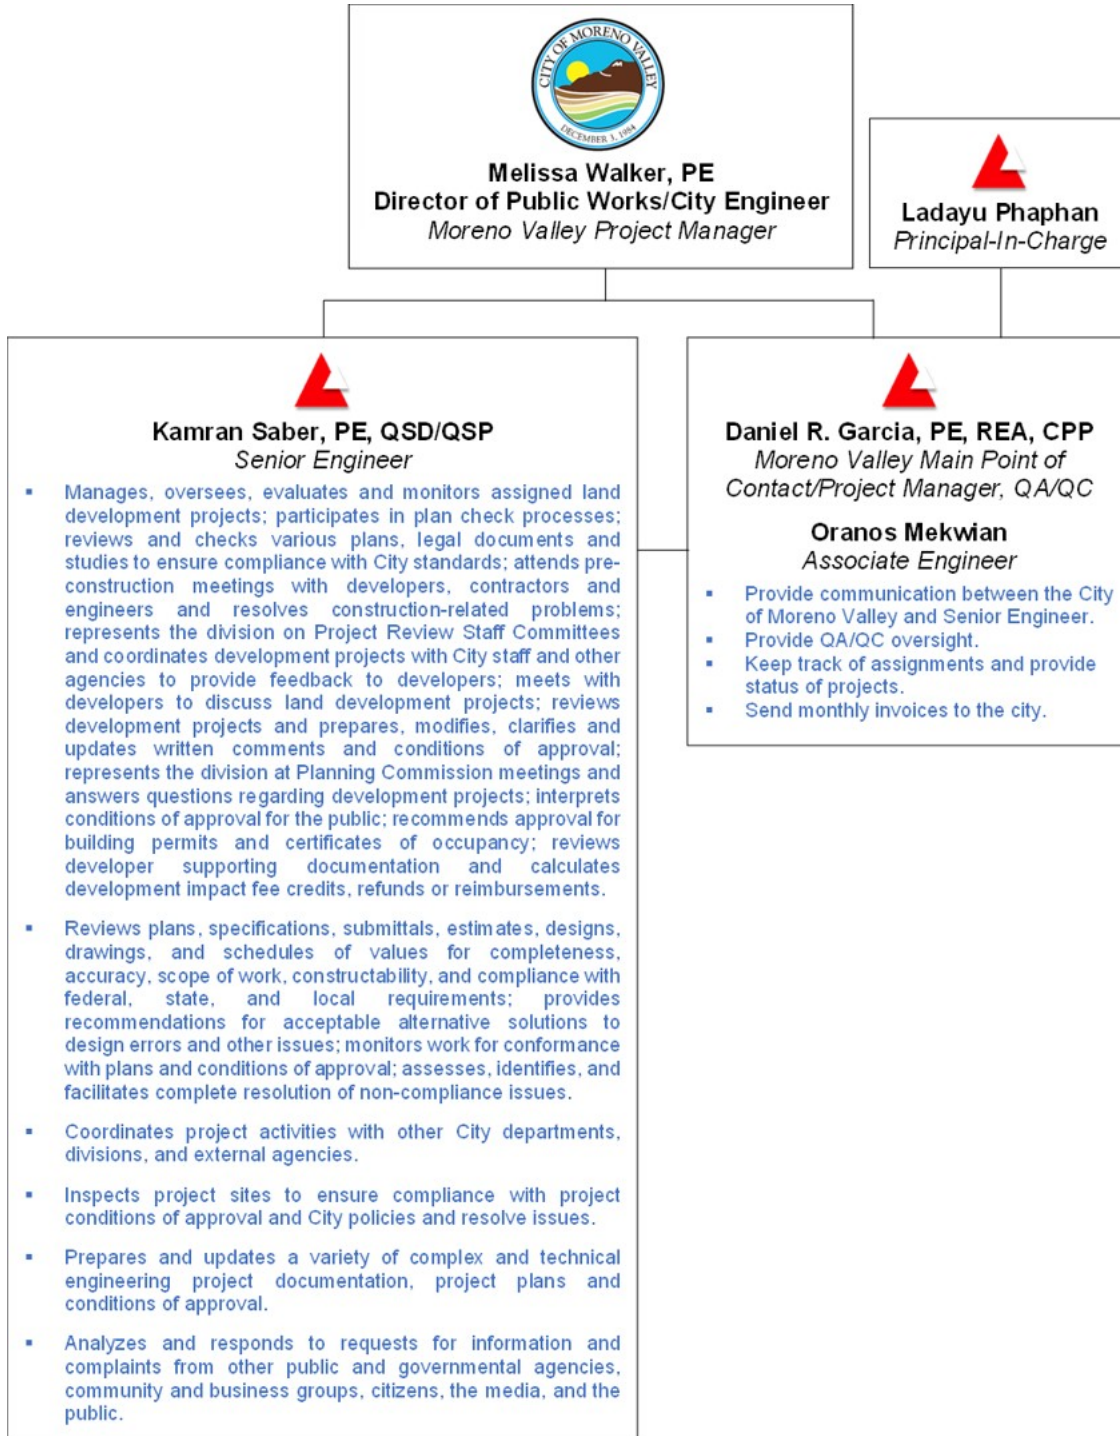 CITY OF MORENO VALLEY
DECEMBER 3, 1984
Melissa Walker, PE
Director of Public Works/City Engineer
Moreno Valley Project Manager
Ladayu Phaphan
Principal-In-Charge
Kamran Saber, PE, QSD/QSP
Senior Engineer
▪ Manages, oversees, evaluates and monitors assigned land
development projects; participates in plan check processes;
reviews and checks various plans, legal documents and
studies to ensure compliance with City standards; attends pre-
construction meetings with developers, contractors and
engineers and resolves construction-related problems;
represents the division on Project Review Staff Committees
and coordinates development projects with City staff and other
agencies to provide feedback to developers; meets with
developers to discuss land development projects; reviews
development projects and prepares, modifies, clarifies and
updates written comments and conditions of approval;
represents the division at Planning Commission meetings and
answers questions regarding development projects; interprets
conditions of approval for the public; recommends approval for
building permits and certificates of occupancy; reviews
developer supporting documentation and calculates
development impact fee credits, refunds or reimbursements.
▪ Reviews plans, specifications, submittals, estimates, designs,
drawings, and schedules of values for completeness,
accuracy, scope of work, constructability, and compliance with
federal, state, and local requirements; provides
recommendations for acceptable alternative solutions to
design errors and other issues; monitors work for conformance
with plans and conditions of approval; assesses, identifies, and
facilitates complete resolution of non-compliance issues.
▪ Coordinates project activities with other City departments,
divisions, and external agencies.
▪ Inspects project sites to ensure compliance with project
conditions of approval and City policies and resolve issues.
▪ Prepares and updates a variety of complex and technical
engineering project documentation, project plans and
conditions of approval.
▪ Analyzes and responds to requests for information and
complaints from other public and governmental agencies,
community and business groups, citizens, the media, and the
public.
Daniel R. Garcia, PE, REA, CPP
Moreno Valley Main Point of
Contact/Project Manager, QA/QC
Oranos Mekwian
Associate Engineer
▪ Provide communication between the City
of Moreno Valley and Senior Engineer.
▪ Provide QA/QC oversight.
▪ Keep track of assignments and provide
status of projects.
▪ Send monthly invoices to the city.